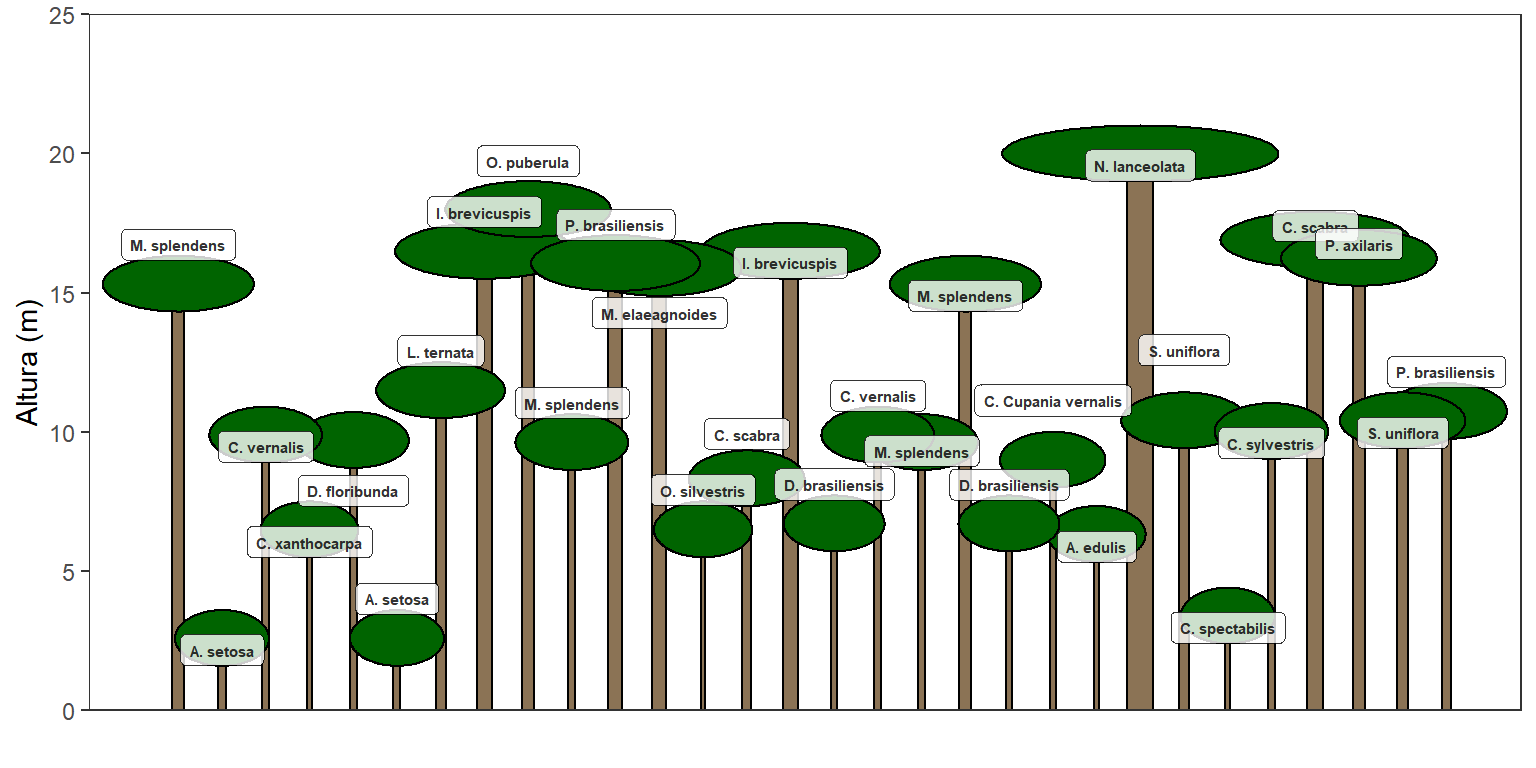 Altura (m)
25
20
15
10
5
0
O. puberula
N. lanceolata
I. brevicuspis
P. brasiliensis
C. scabra
M. splendens
P. axilaris
I. brevicuspis
M. splendens
M. elaeagnoides
L. ternata
S. uniflora
P. brasiliensis
C. vernalis
C. Cupania vernalis
M. splendens
C. scabra
S. uniflora
C. sylvestris
C. vernalis
M. splendens
D. brasiliensis
D. brasiliensis
D. floribunda
O. silvestris
C. xanthocarpa
A. edulis
A. setosa
C. spectabilis
A. setosa